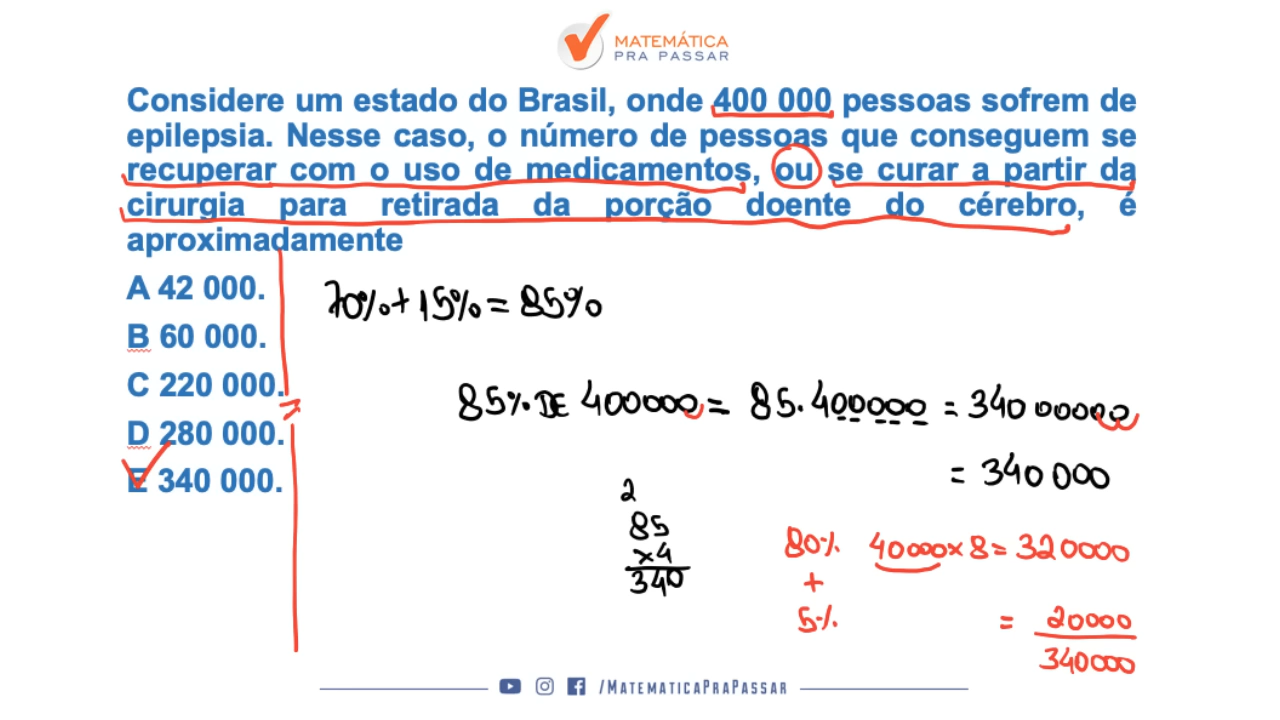 MATEMÁTICA
PRA PASSAR
Considere um estado do Brasil, onde 400 000 pessoas sofrem de
epilepsia. Nesse caso, o número de pessoas que conseguem se
recuperar com o uso de medicamentos, ou se curar a partir da
cirurgia para retirada da porção doente do cérebro, é
aproximadamente
A 42 000.
B 60 000.
C 220 000.
D 280 000.
E 340 000.
70%+15%=85%
85% DE 400000 = 85.400000 = 34000000
= 340 000
2
85
x4
340
80% 40000x8=320000
+
5% = 20000
340000
/MatematicaPraPassar